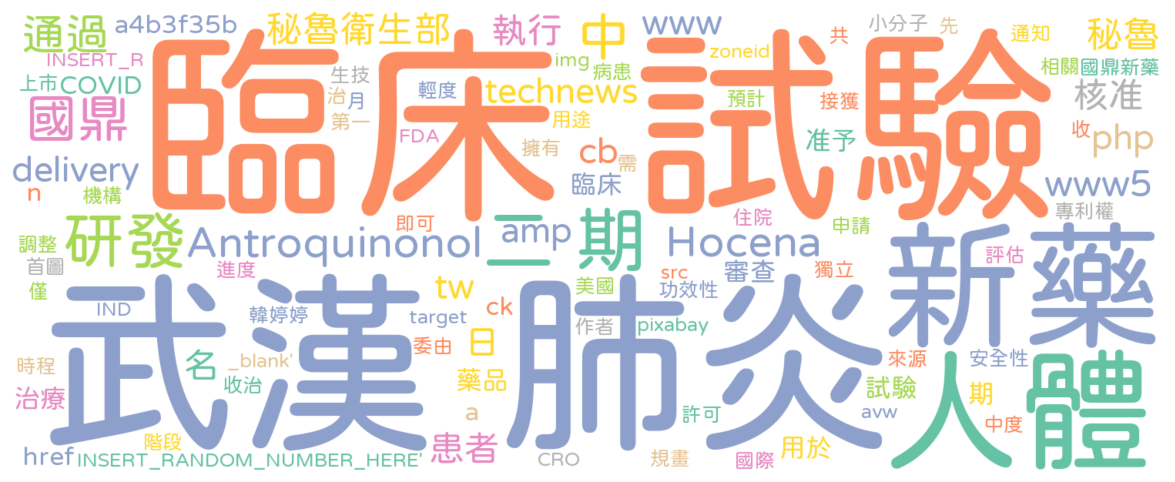 通過
a4b3f35b
秘魯衛生部
執行
中
www
小分子
先
通知
秘魯
INSERT_R
img
zoneid
共
上市
COVID
生技
治
月
輕度
病患
technews
相關
國鼎新藥
國鼎
第一
FDA
用途
預計
接獲
核准
臨床試驗
擁有
准予
收
php
delivery
n
機構
cb
需
臨床
www5
專利權
即可
住院
申請
研發
調整
首圖
僅
Antroquinonol
進度
二期
amp
Hocena
審查
獨立
評估
新藥
src
功效性
美國
tw
ck
IND
韓婷婷
target
作者
pixabay
武漢肺炎
委由
日
時程
_blank'
名
收治
藥品
來源
安全性
人體
試驗
期
治療
a
許可
avw
中度
階段
患者
用於
href
INSERT_RANDOM_NUMBER_HERE'
CRO
規畫
國際